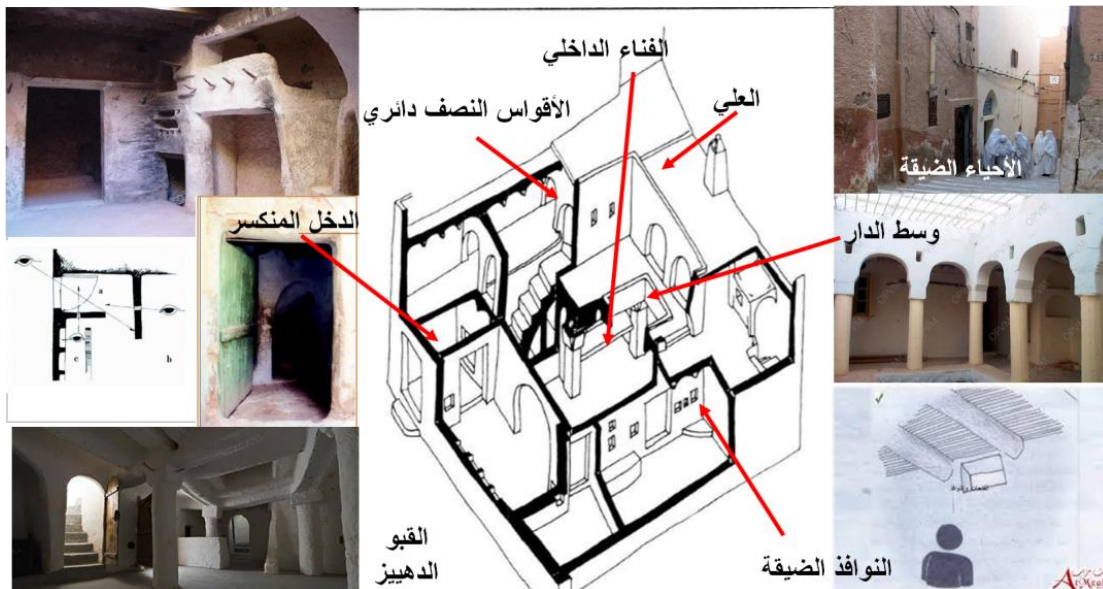 الفناء الداخلي
العلي
الأقواس النصف دائري
الأحياء الضيقة
الدخل المنكسر
وسط الدار
a
c
b
القبو
الدهييز
النوافذ الضيقة